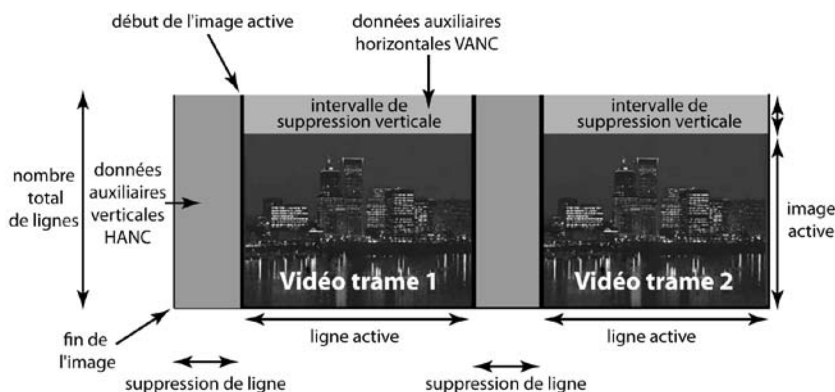 début de l'image active
données
auxiliaires
horizontales VANC
intervalle de
suppression verticale
intervalle de
suppression verticale
nombre
total
de lignes
données
auxiliaires
verticales
HANC
image
active
Vidéo trame 1
Vidéo trame 2
fin de
l'image
ligne active
ligne active
suppression de ligne
suppression de ligne